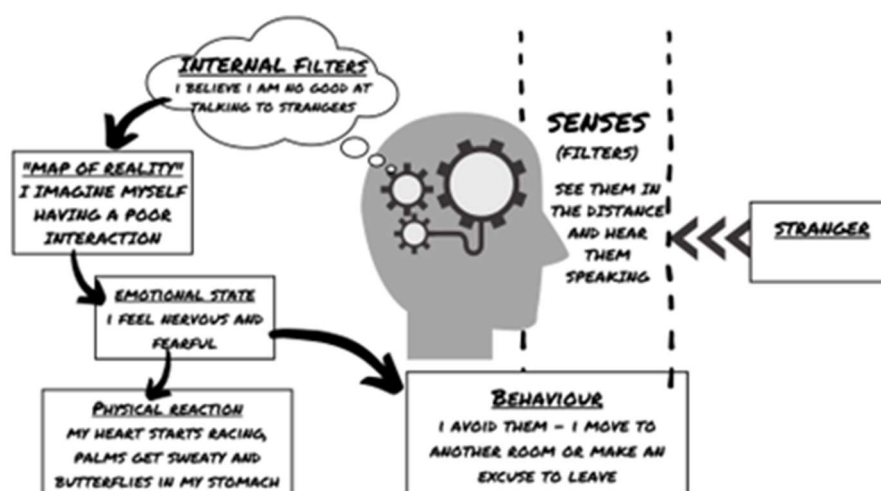 INTERNAL FILTERS
I BELIEVE I AM NO GOOD AT
TALKING TO STRANGERS
"MAP OF REALITY"
I IMAGINE MYSELF
HAVING A POOR
INTERACTION
EMOTIONAL STATE
I FEEL NERVOUS AND
FEARFUL
PHYSICAL REACTION
MY HEART STARTS RACING,
PALMS GET SWEATY AND
BUTTERFLIES IN MY STOMACH
SENSES
(FILTERS)
SEE THEM IN
THE DISTANCE
AND HEAR
THEM
SPEAKING
STRANGER
BEHAVIOUR
I AVOID THEM - I MOVE TO
ANOTHER ROOM OR MAKE AN
EXCUSE TO LEAVE